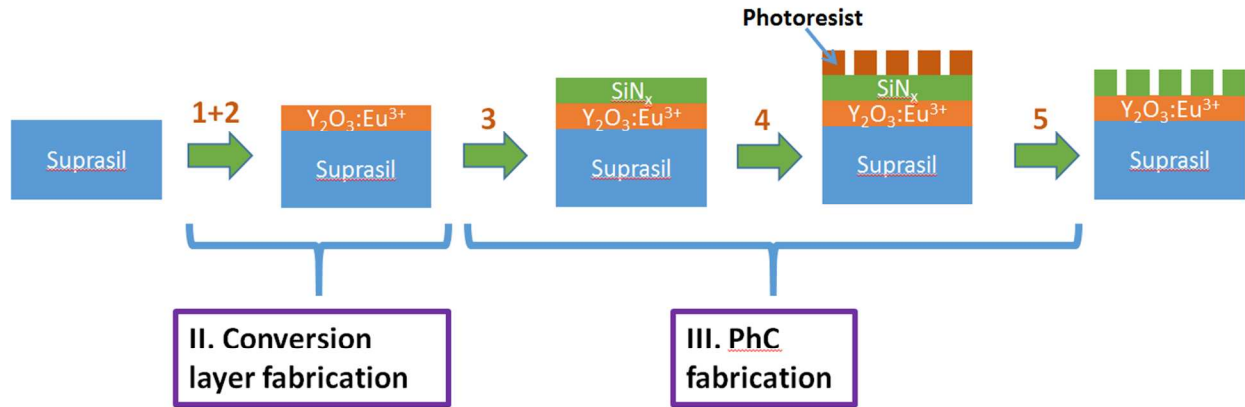 Photoresist
1+2
3
4
5
Suprasil
Y₂O₃:Eu³⁺
Suprasil
SiNₓ
Y₂O₃:Eu³⁺
Suprasil
SiNₓ
Y₂O₃:Eu³⁺
Suprasil
Y₂O₃:Eu³⁺
Suprasil
II. Conversion
layer fabrication
III. PhC
fabrication